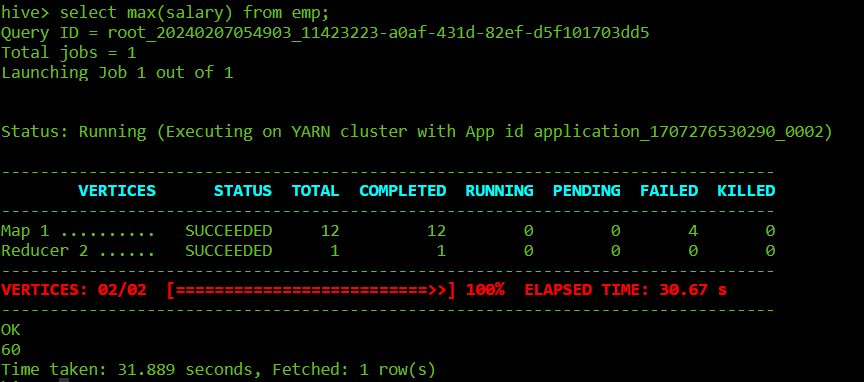 hive> select max(salary) from emp;
Query ID = root_20240207054903_11423223-a0af-431d-82ef-d5f101703dd5
Total jobs = 1
Launching Job 1 out of 1
Status: Running (Executing on YARN cluster with App id application_1707276530290_0002)
--------------------------------------------------------------------------------
VERTICES STATUS TOTAL COMPLETED RUNNING PENDING FAILED KILLED
--------------------------------------------------------------------------------
Map 1 .......... SUCCEEDED 12 12 0 0 4 0
Reducer 2 ...... SUCCEEDED 1 1 0 0 0 0
--------------------------------------------------------------------------------
VERTICES: 02/02 [==========================>>] 100% ELAPSED TIME: 30.67 s
--------------------------------------------------------------------------------
OK
60
Time taken: 31.889 seconds, Fetched: 1 row(s)